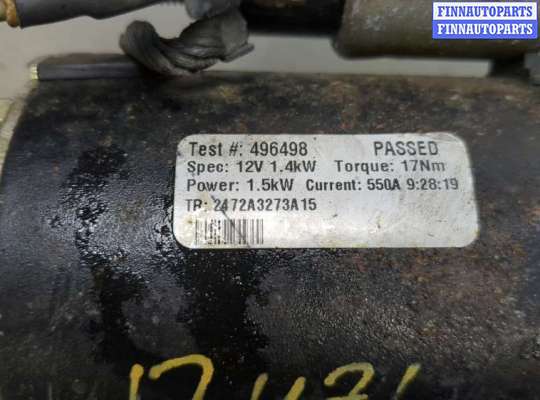 FINNAUTOPARTS
FINNAUTOPARTS
Test #: 496498 PASSED
Spec: 12V 1.4kW Torque: 17Nm
Power: 1.5kW Current: 550A 9:28:19
TP: 2472A3273A15